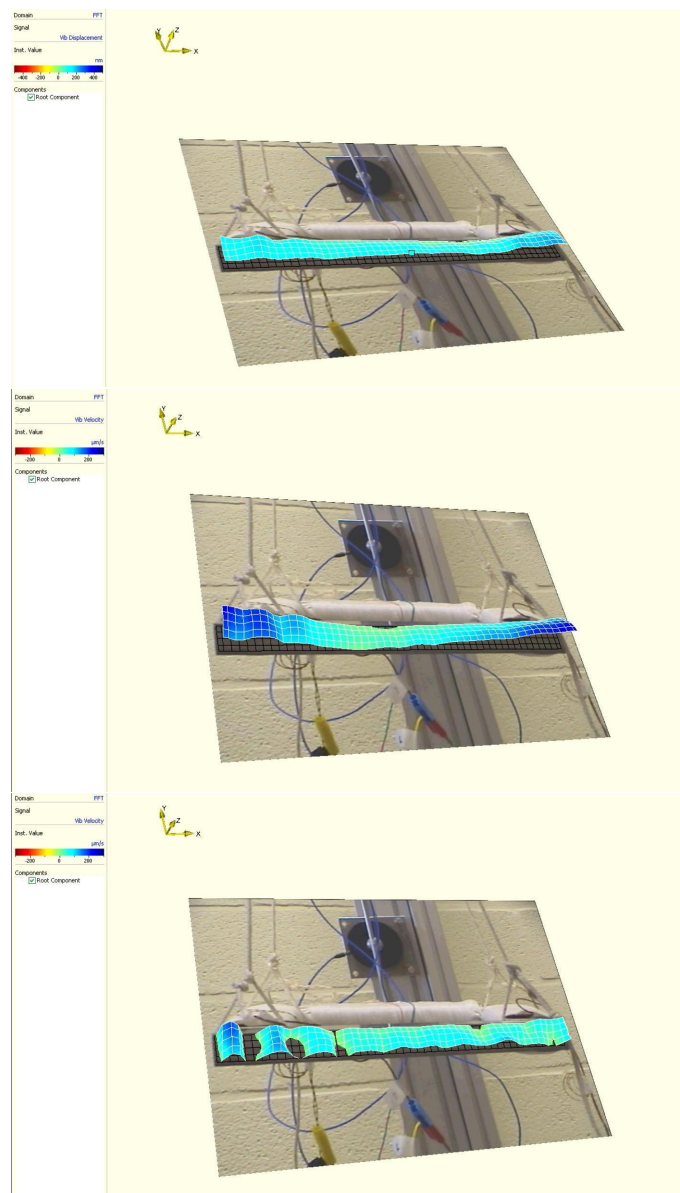 Domain FFT
Signal
Vib Displacement
Inst. Value
nm
-400 -200 0 200 400
Components
Root Component
Y Z
X
Domain FFT
Signal
Vib Velocity
Inst. Value
µm/s
-200 0 200
Components
Root Component
Y Z
X
Domain FFT
Signal
Vib Velocity
Inst. Value
µm/s
-200 0 200
Components
Root Component
Y Z
X